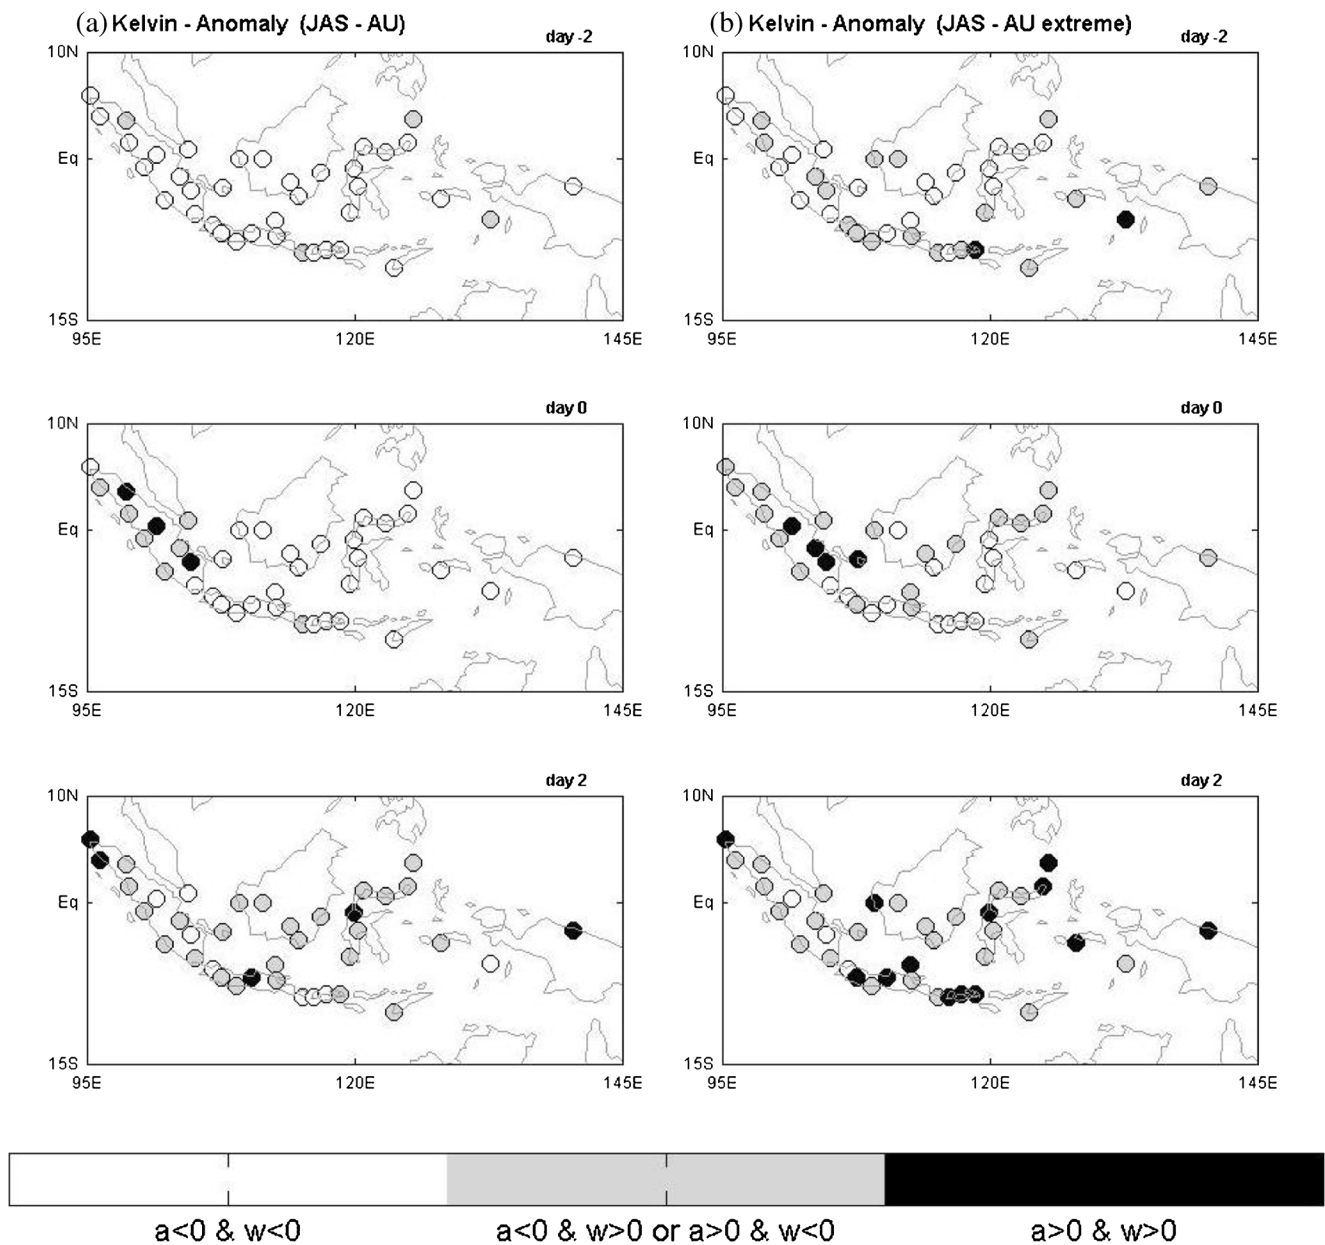 (a) Kelvin - Anomaly (JAS - AU)
day -2
10N
Eq
15S
95E 120E 145E
(b) Kelvin - Anomaly (JAS - AU extreme)
day -2
10N
Eq
15S
95E 120E 145E
day 0
10N
Eq
15S
95E 120E 145E
day 0
10N
Eq
15S
95E 120E 145E
day 2
10N
Eq
15S
95E 120E 145E
day 2
10N
Eq
15S
95E 120E 145E
a<0 & w<0
a<0 & w>0 or a>0 & w<0
a>0 & w>0